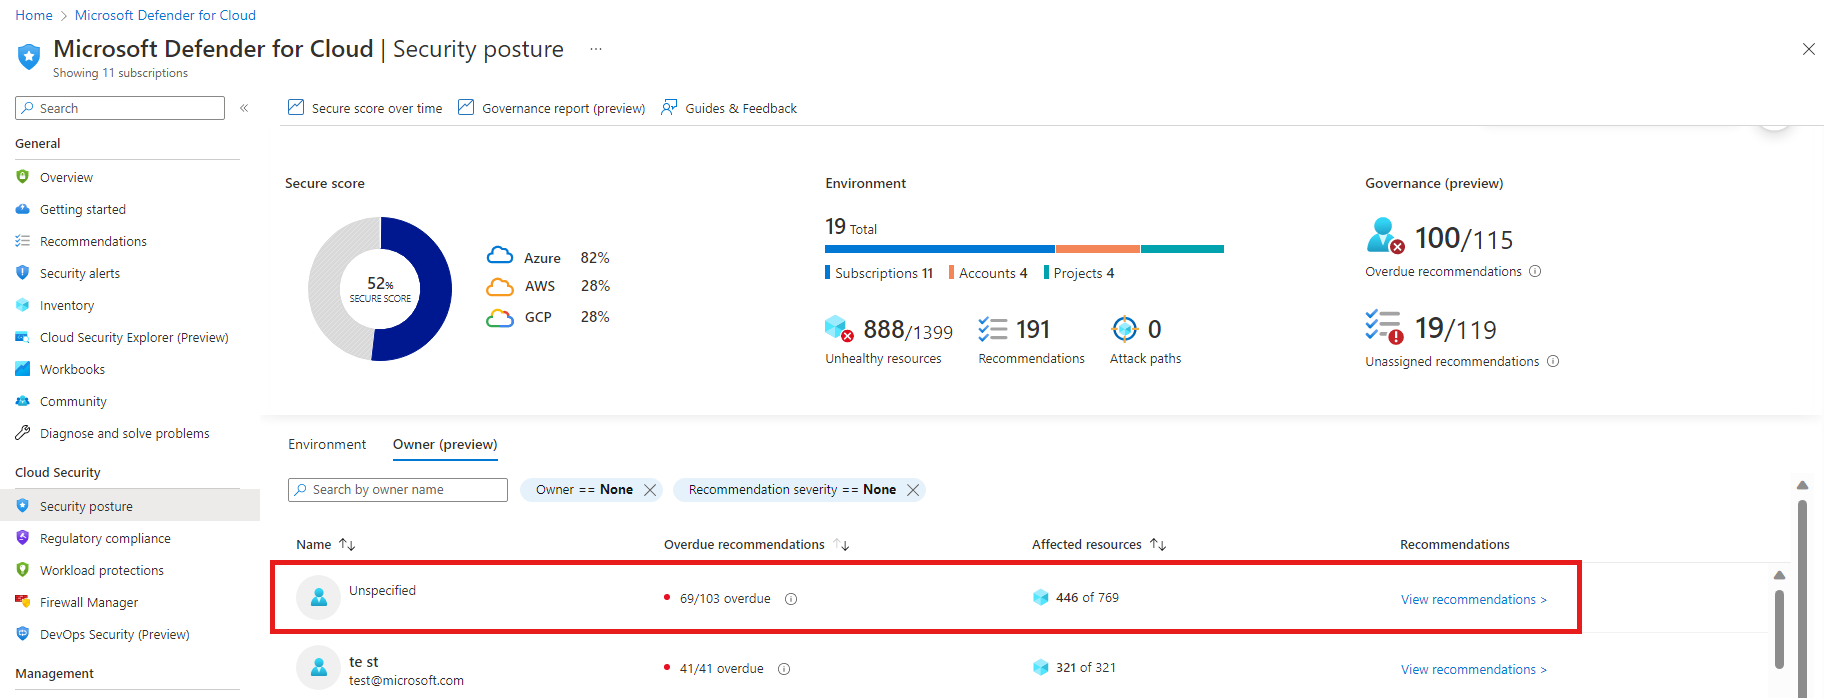 Home > Microsoft Defender for Cloud
Microsoft Defender for Cloud | Security posture ...
Showing 11 subscriptions
Search «
General
Overview
Getting started
Recommendations
Security alerts
Inventory
Cloud Security Explorer (Preview)
Workbooks
Community
Diagnose and solve problems
Cloud Security
Security posture
Regulatory compliance
Workload protections
Firewall Manager
DevOps Security (Preview)
Management
Secure score over time Governance report (preview) Guides & Feedback
Secure score
52%
SECURE SCORE
Azure 82%
AWS 28%
GCP 28%
Environment
19 Total
Subscriptions 11 Accounts 4 Projects 4
888/1399 191 0
Unhealthy resources Recommendations Attack paths
Governance (preview)
100/115
Overdue recommendations
19/119
Unassigned recommendations
Environment Owner (preview)
Search by owner name Owner == None Recommendation severity == None
Name Overdue recommendations Affected resources Recommendations
Unspecified 69/103 overdue 446 of 769 View recommendations >
te st 41/41 overdue 321 of 321 View recommendations >
test@microsoft.com